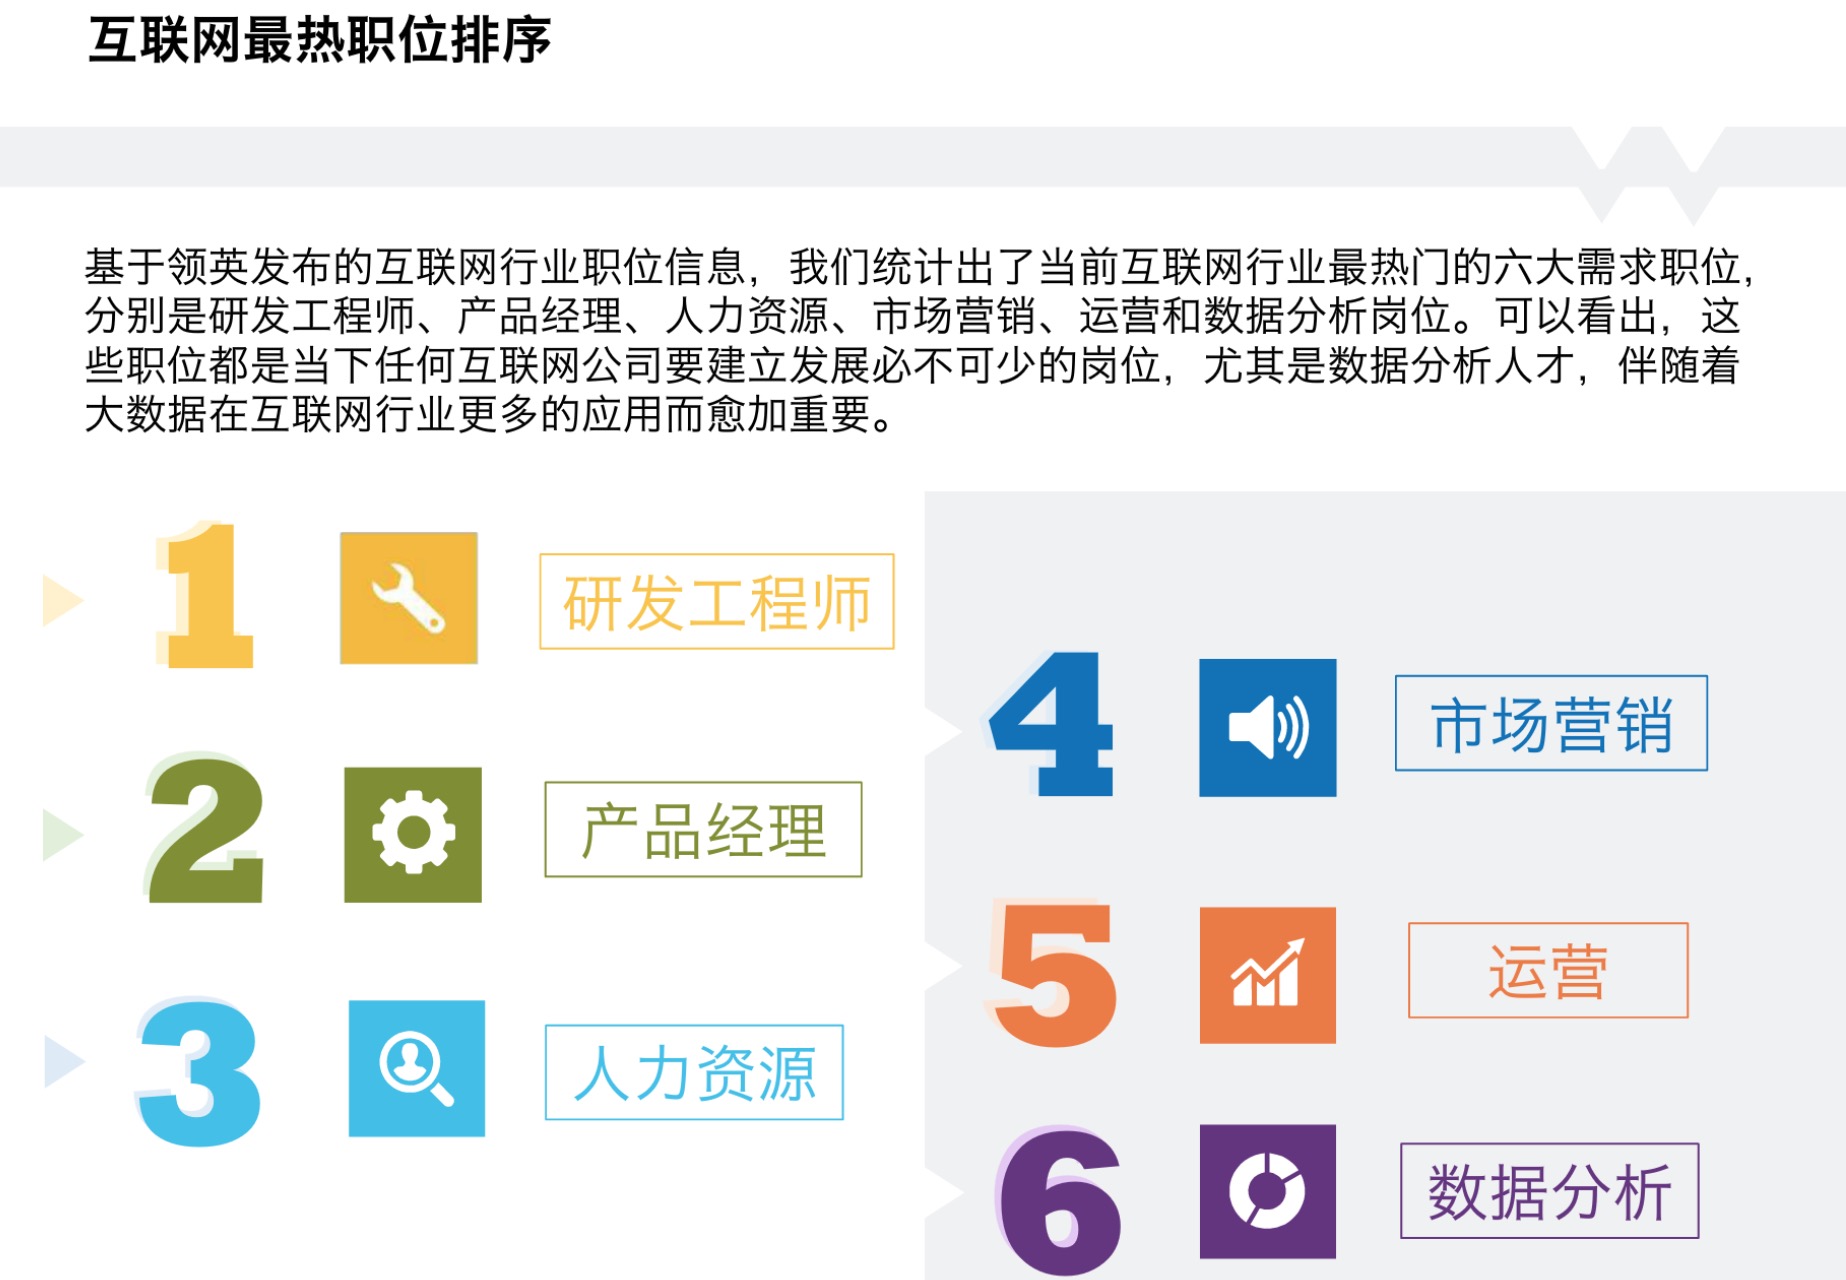 互联网最热职位排序
基于领英发布的互联网行业职位信息，我们统计出了当前互联网行业最热门的六大需求职位，
分别是研发工程师、产品经理、人力资源、市场营销、运营和数据分析岗位。可以看出，这
些职位都是当下任何互联网公司要建立发展必不可少的岗位，尤其是数据分析人才，伴随着
大数据在互联网行业更多的应用而愈加重要。
1 研发工程师
2 产品经理
3 人力资源
4 市场营销
5 运营
6 数据分析